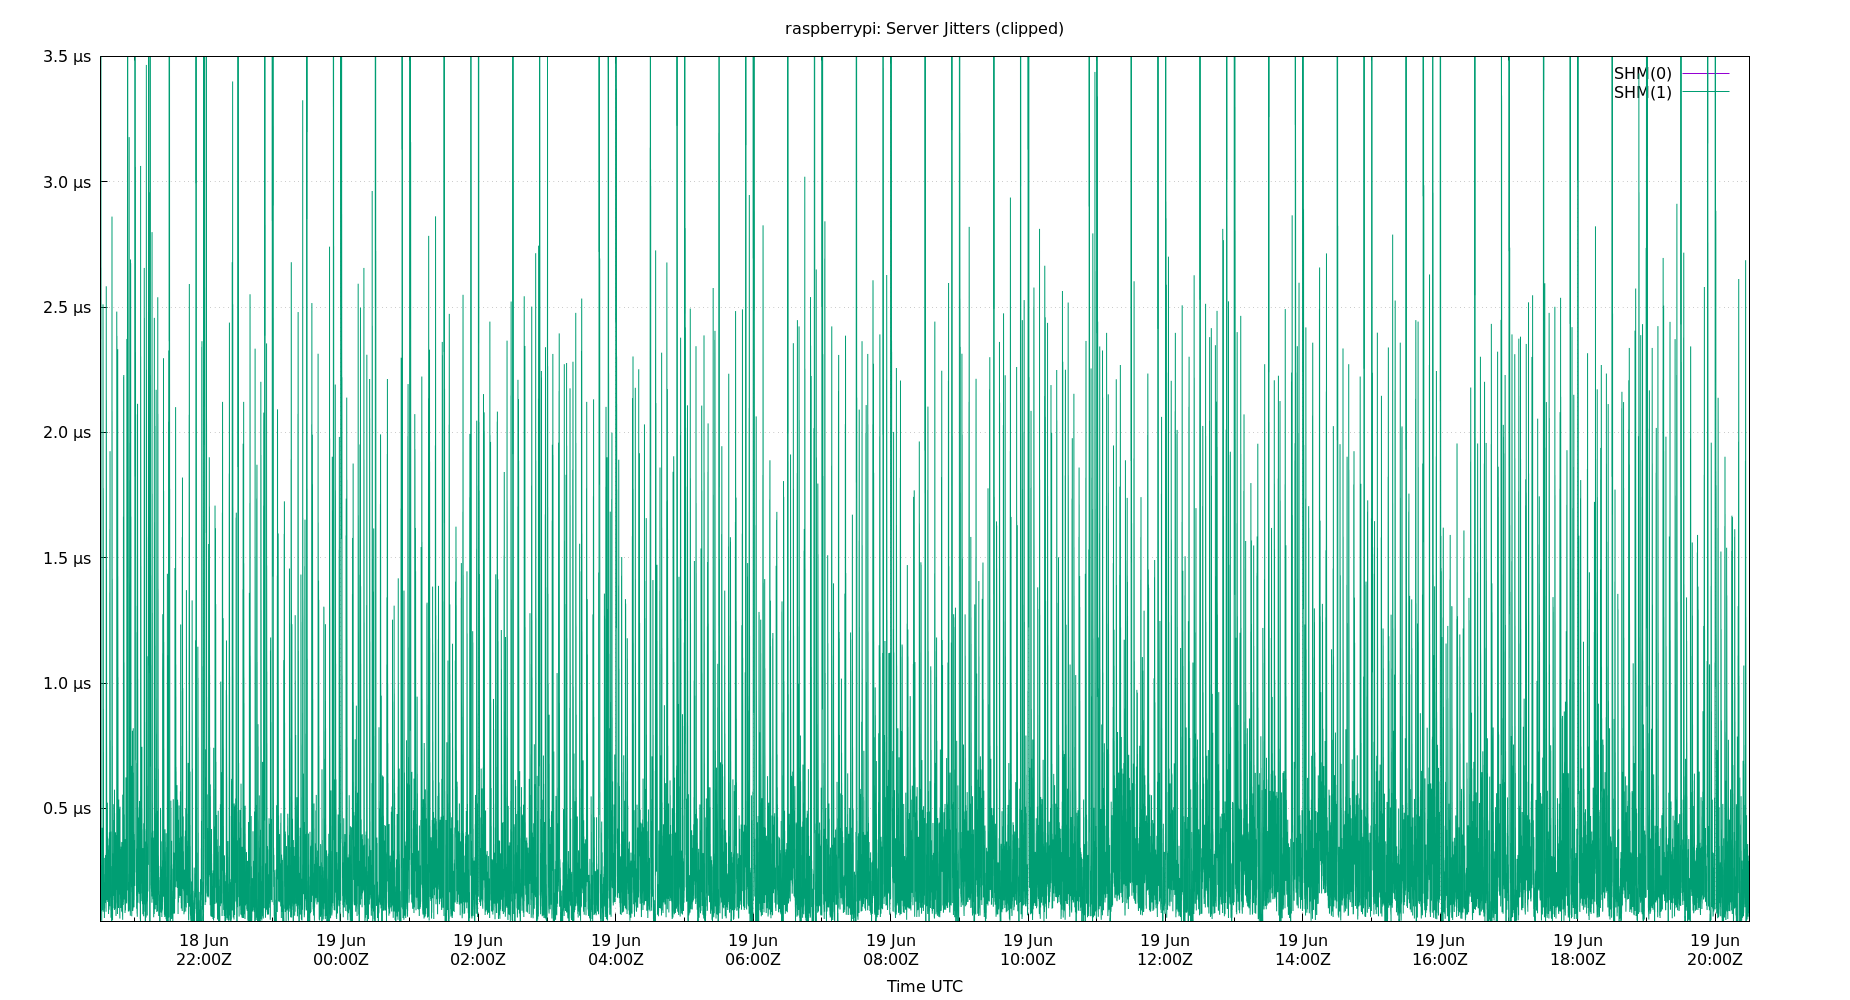 raspberrypi: Server Jitters (clipped)
3.5 µs
SHM(0)
SHM(1)
3.0 µs
2.5 µs
2.0 µs
1.5 µs
1.0 µs
0.5 µs
18 Jun 19 Jun 19 Jun 19 Jun 19 Jun 19 Jun 19 Jun 19 Jun 19 Jun 19 Jun 19 Jun 19 Jun
22:00Z 00:00Z 02:00Z 04:00Z 06:00Z 08:00Z 10:00Z 12:00Z 14:00Z 16:00Z 18:00Z 20:00Z
Time UTC